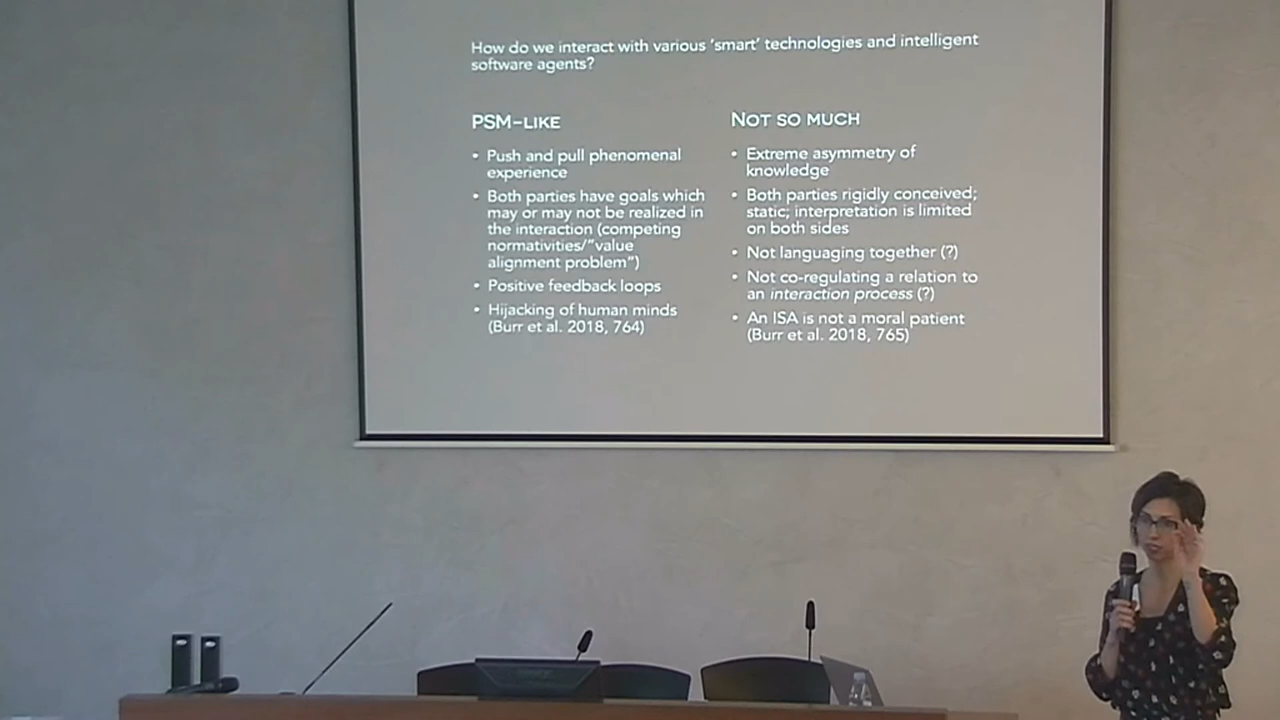 How do we interact with various 'smart' technologies and intelligent
software agents?
PSM-LIKE
• Push and pull phenomenal
experience
• Both parties have goals which
may or may not be realized in
the interaction (competing
normativities/"value
alignment problem")
• Positive feedback loops
• Hijacking of human minds
(Burr et al. 2018, 764)
NOT SO MUCH
• Extreme asymmetry of
knowledge
• Both parties rigidly conceived;
static; interpretation is limited
on both sides
• Not languaging together (?)
• Not co-regulating a relation to
an interaction process (?)
• An ISA is not a moral patient
(Burr et al. 2018, 765)